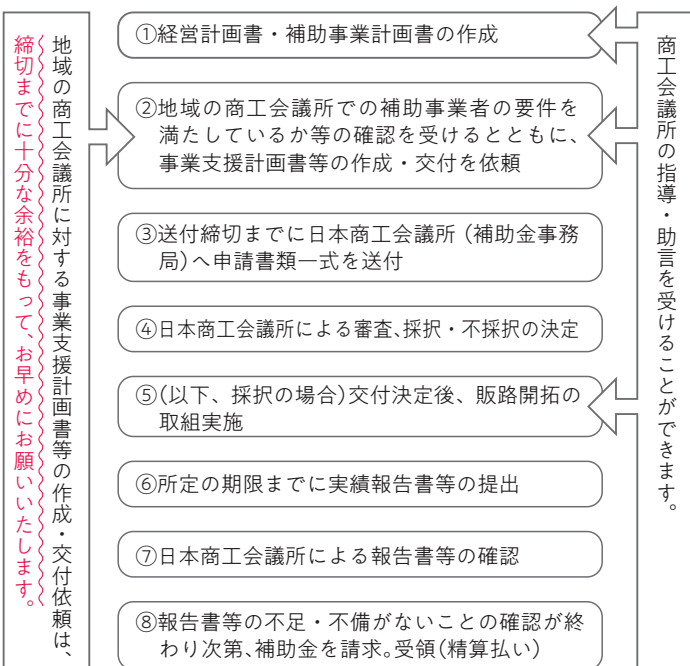 地域の商工会議所に対する事業支援計画書等の作成・交付依頼は、
締切までに十分な余裕をもって、お早めにお願いいたします。
①経営計画書・補助事業計画書の作成
②地域の商工会議所での補助事業者の要件を
満たしているか等の確認を受けるとともに、
事業支援計画書等の作成・交付を依頼
③送付締切までに日本商工会議所（補助金事務
局）へ申請書類一式を送付
④日本商工会議所による審査、採択・不採択の決定
⑤（以下、採択の場合）交付決定後、販路開拓の
取組実施
⑥所定の期限までに実績報告書等の提出
⑦日本商工会議所による報告書等の確認
⑧報告書等の不足・不備がないことの確認が終
わり次第、補助金を請求。受領（精算払い）
商工会議所の指導・助言を受けることができます。